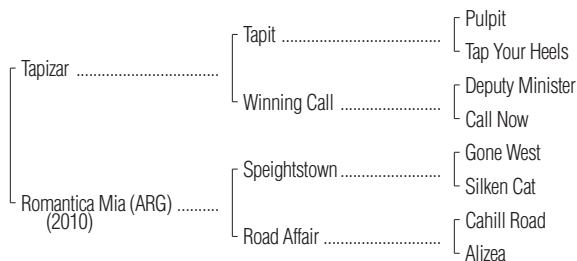 Pulpit
Tapit ........................................
Tap Your Heels
Tapizar ....................................
Deputy Minister
Winning Call ..........................
Call Now
Gone West
Speightstown .........................
Silken Cat
Romantica Mia (ARG) ..........
(2010)
Cahill Road
Road Affair .............................
Alizea